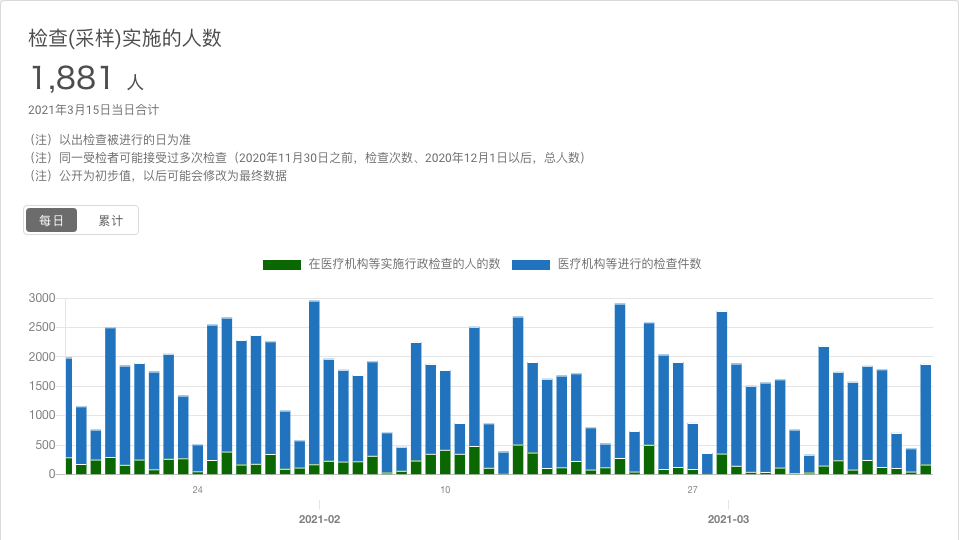 检查(采样)实施的人数
1,881 人
2021年3月15日当日合计
（注）以出检查被进行的日为准
（注）同一受检者可能接受过多次检查（2020年11月30日之前，检查次数、2020年12月1日以后，总人数）
（注）公开为初步值，以后可能会修改为最终数据
每日 累计
在医疗机构等实施行政检查的人的数 医疗机构等进行的检查件数
3000
2500
2000
1500
1000
500
0
24 10 27
2021-02 2021-03